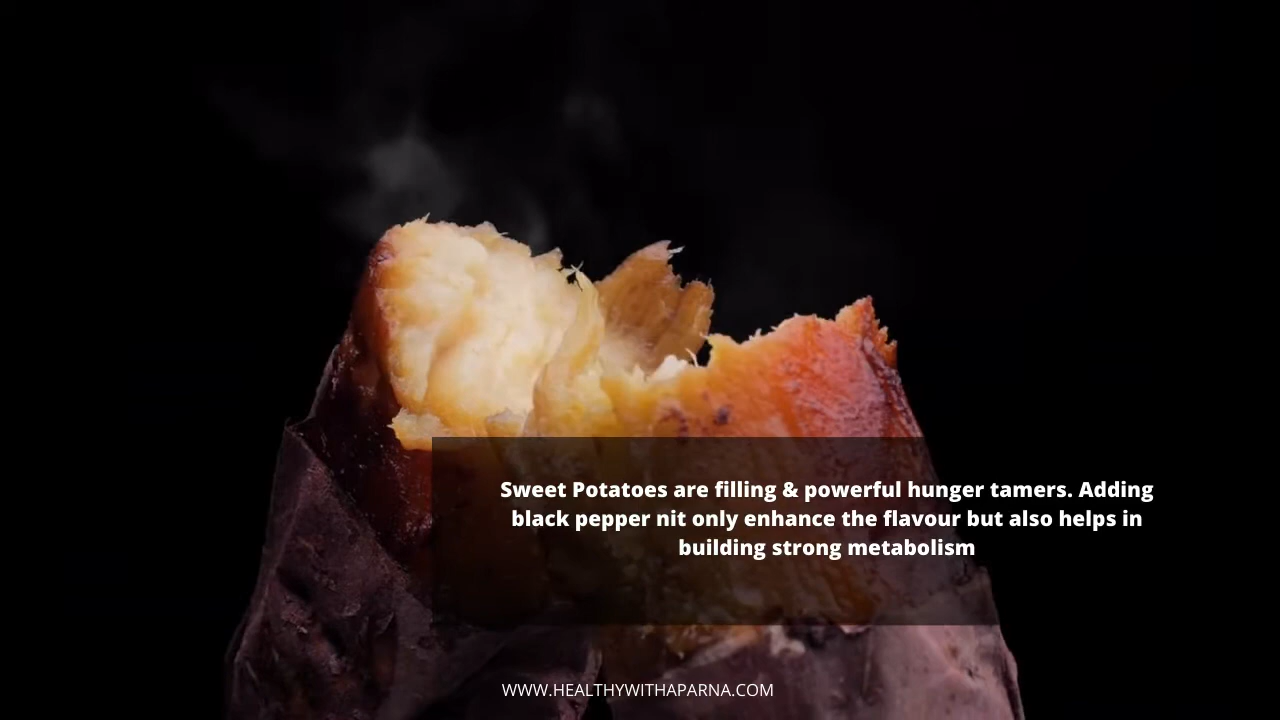 Sweet Potatoes are filling & powerful hunger tamers. Adding
black pepper nit only enhance the flavour but also helps in
building strong metabolism
WWW.HEALTHYWITHAPARNA.COM